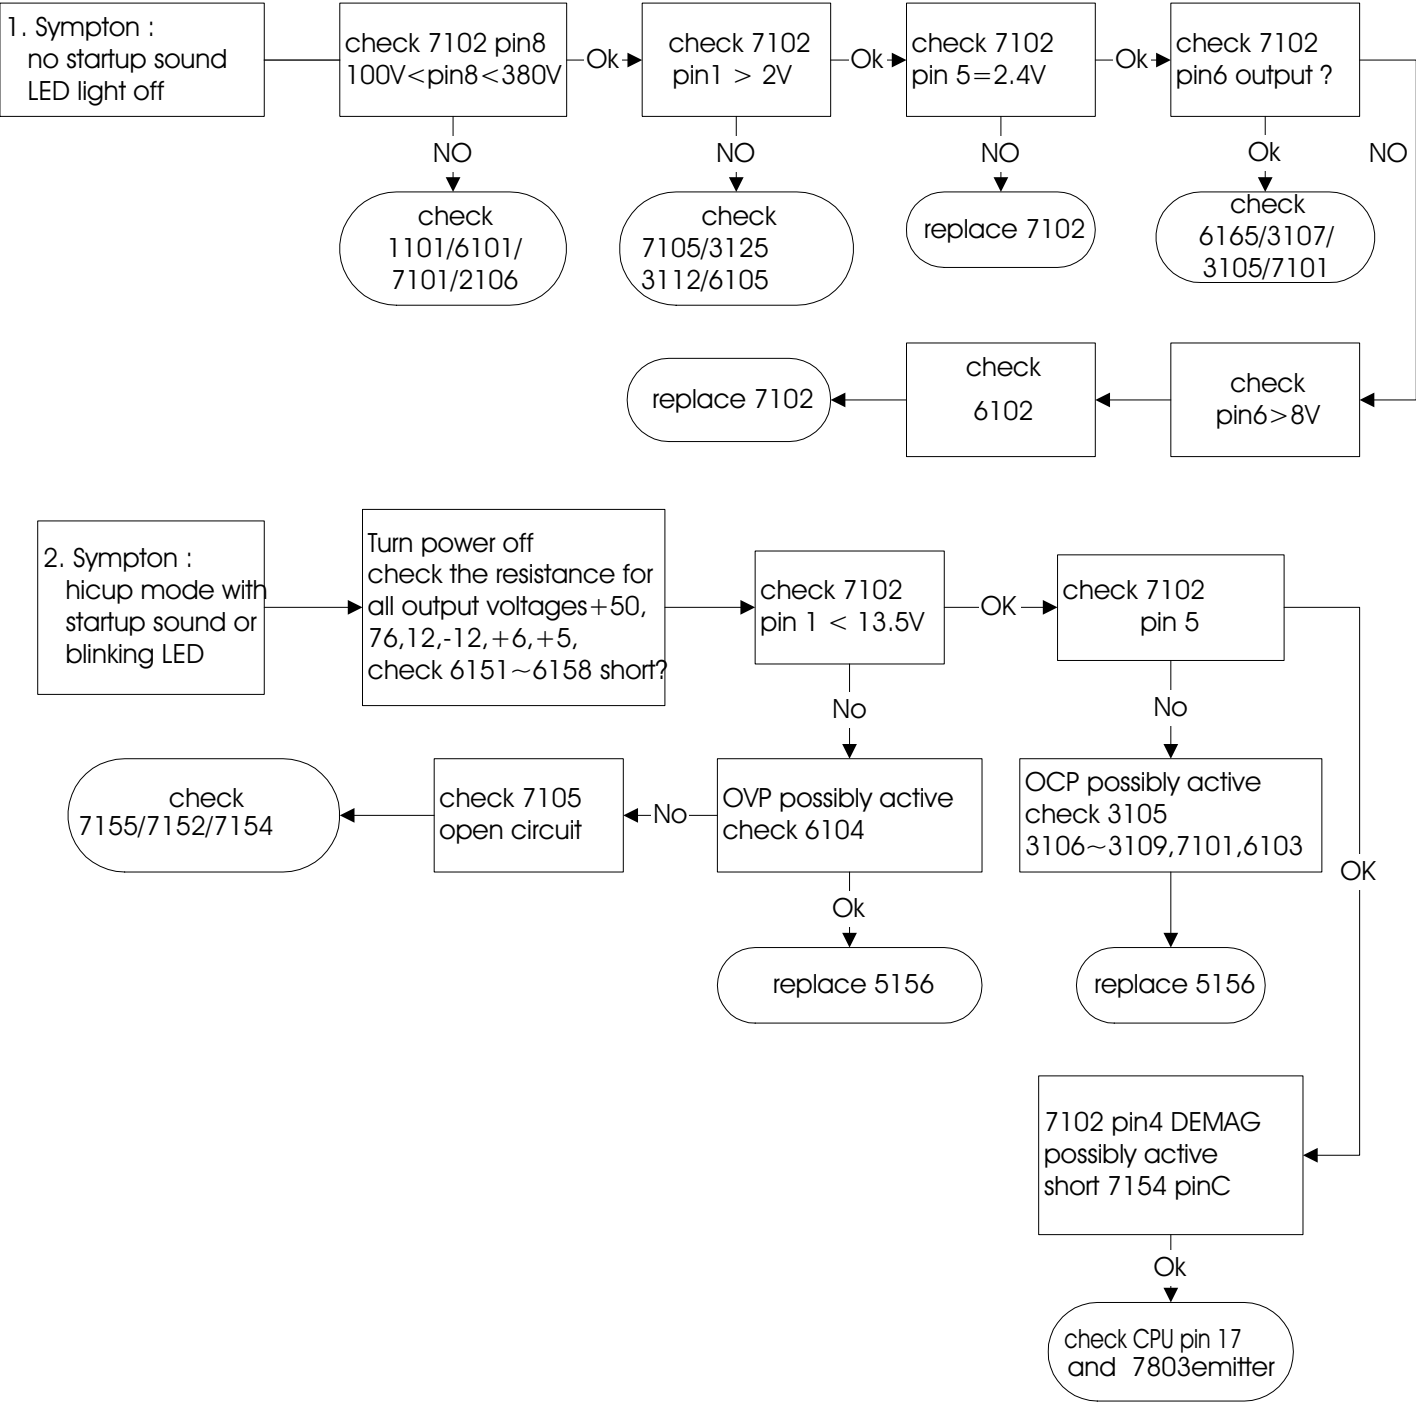 1. Sympton :
no startup sound
LED light off
check 7102 pin8
100V<pin8<380V
Ok
check 7102
pin1 > 2V
Ok
check 7102
pin 5=2.4V
Ok
check 7102
pin6 output ?
NO
NO
NO
Ok
NO
check
1101/6101/
7101/2106
check
7105/3125
3112/6105
replace 7102
check
6165/3107/
3105/7101
replace 7102
check
6102
check
pin6>8V
2. Sympton :
hicup mode with
startup sound or
blinking LED
Turn power off
check the resistance for
all output voltages+50,
76,12,-12,+6,+5,
check 6151~6158 short?
check 7102
pin 1 < 13.5V
OK
check 7102
pin 5
No
No
check
7155/7152/7154
check 7105
open circuit
No
OVP possibly active
check 6104
OCP possibly active
check 3105
3106~3109,7101,6103
OK
Ok
replace 5156
replace 5156
7102 pin4 DEMAG
possibly active
short 7154 pinC
Ok
check CPU pin 17
and 7803emitter